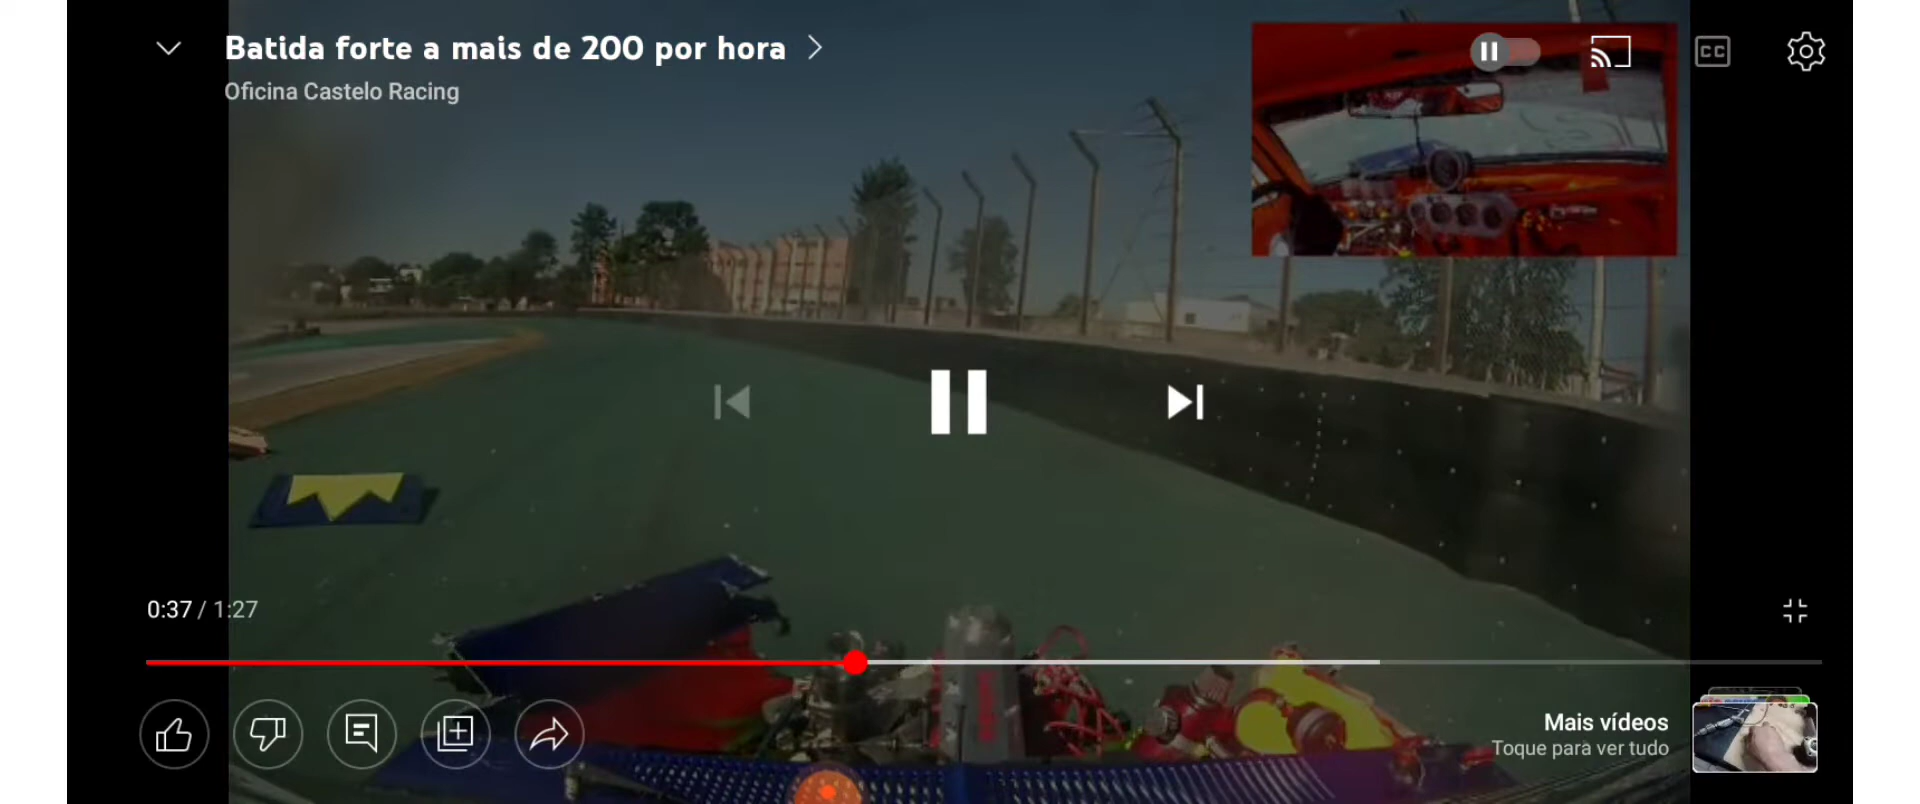 Batida forte a mais de 200 por hora
Oficina Castelo Racing
CC
0:37 / 1:27
Mais vídeos
Toque para ver tudo